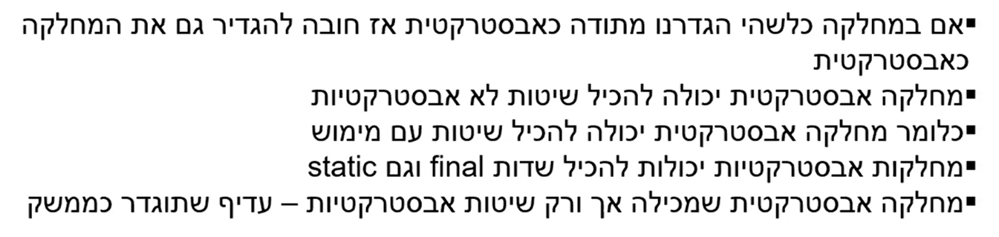 ▪אם במחלקה כלשהי הגדרנו מתודה כאבסטרקטית אז חובה להגדיר גם את המחלקה
כאבסטרקטית
▪מחלקה אבסטרקטית יכולה להכיל שיטות לא אבסטרקטיות
▪כלומר מחלקה אבסטרקטית יכולה להכיל שיטות עם מימוש
▪מחלקות אבסטרקטיות יכולות להכיל שדות final וגם static
▪מחלקה אבסטרקטית שמכילה אך ורק שיטות אבסטרקטיות – עדיף שתוגדר כממשק